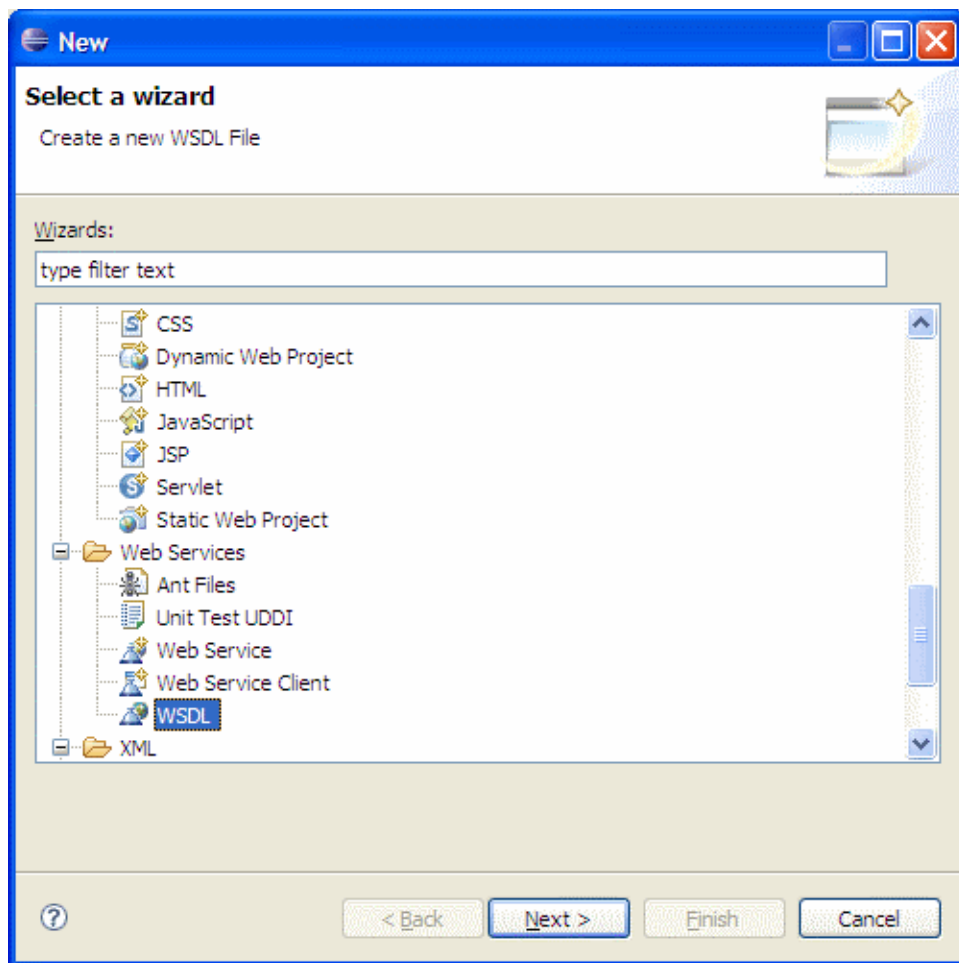 New
Select a wizard
Create a new WSDL File
Wizards:
type filter text
CSS
Dynamic Web Project
HTML
JavaScript
JSP
Servlet
Static Web Project
Web Services
Ant Files
Unit Test UDDI
Web Service
Web Service Client
WSDL
XML
? < Back Next > Finish Cancel